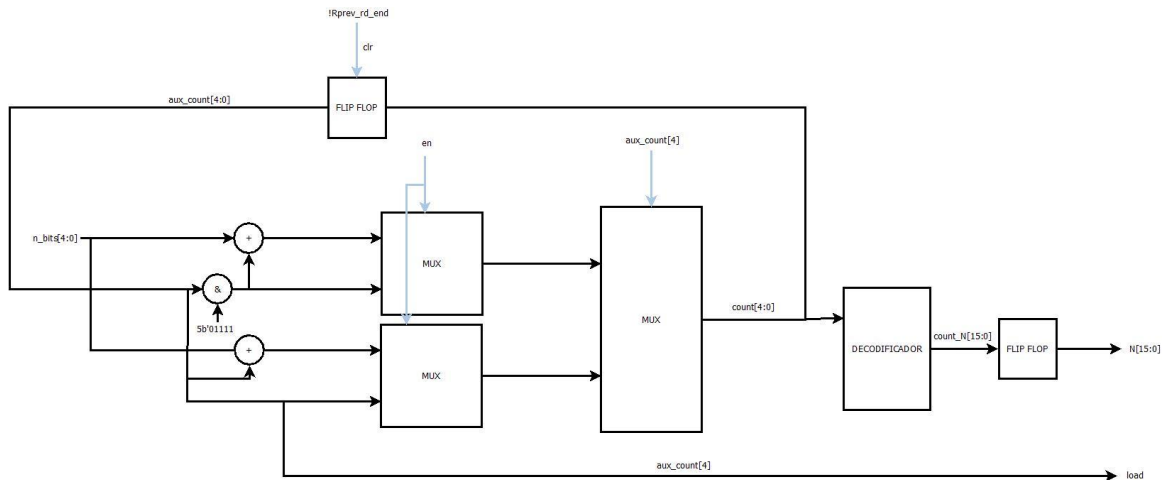 !Rprev_rd_end
clr
aux_count[4:0]
FLIP FLOP
en
aux_count[4]
n_bits[4:0]
+
MUX
&
5b'01111
count[4:0]
MUX
+
MUX
DECODIFICADOR
count_N[15:0]
FLIP FLOP
N[15:0]
aux_count[4]
load